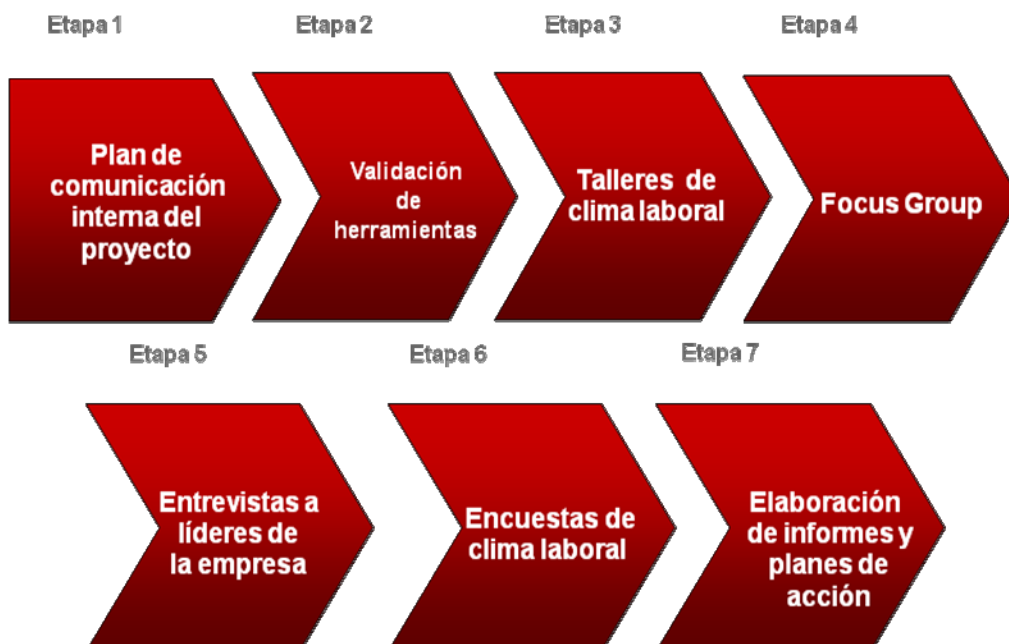 Etapa 1
Etapa 2
Etapa 3
Etapa 4
Plan de
comunicación
interna del
proyecto
Validación
de
herramientas
Talleres de
clima laboral
Focus Group
Etapa 5
Etapa 6
Etapa 7
Entrevistas a
líderes de
la empresa
Encuestas de
clima laboral
Elaboración
de informes y
planes de
acción